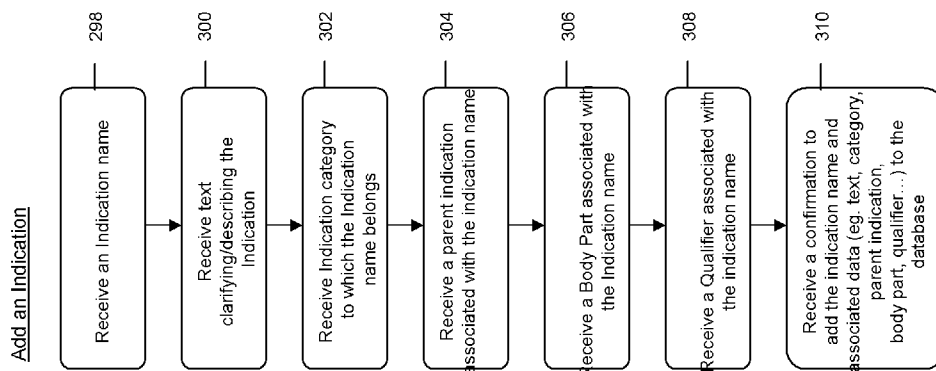 Add an Indication
298
Receive an Indication name
300
Receive text
clarifying/describing the
Indication
302
Receive Indication category
to which the Indication
name belongs
304
Receive a parent indication
associated with the indication name
306
Receive a Body Part associated with
the Indication name
308
Receive a Qualifier associated with
the indication name
310
Receive a confirmation to
add the indication name and
associated data (eg. text, category,
parent indication,
body part, qualifier...) to the
database